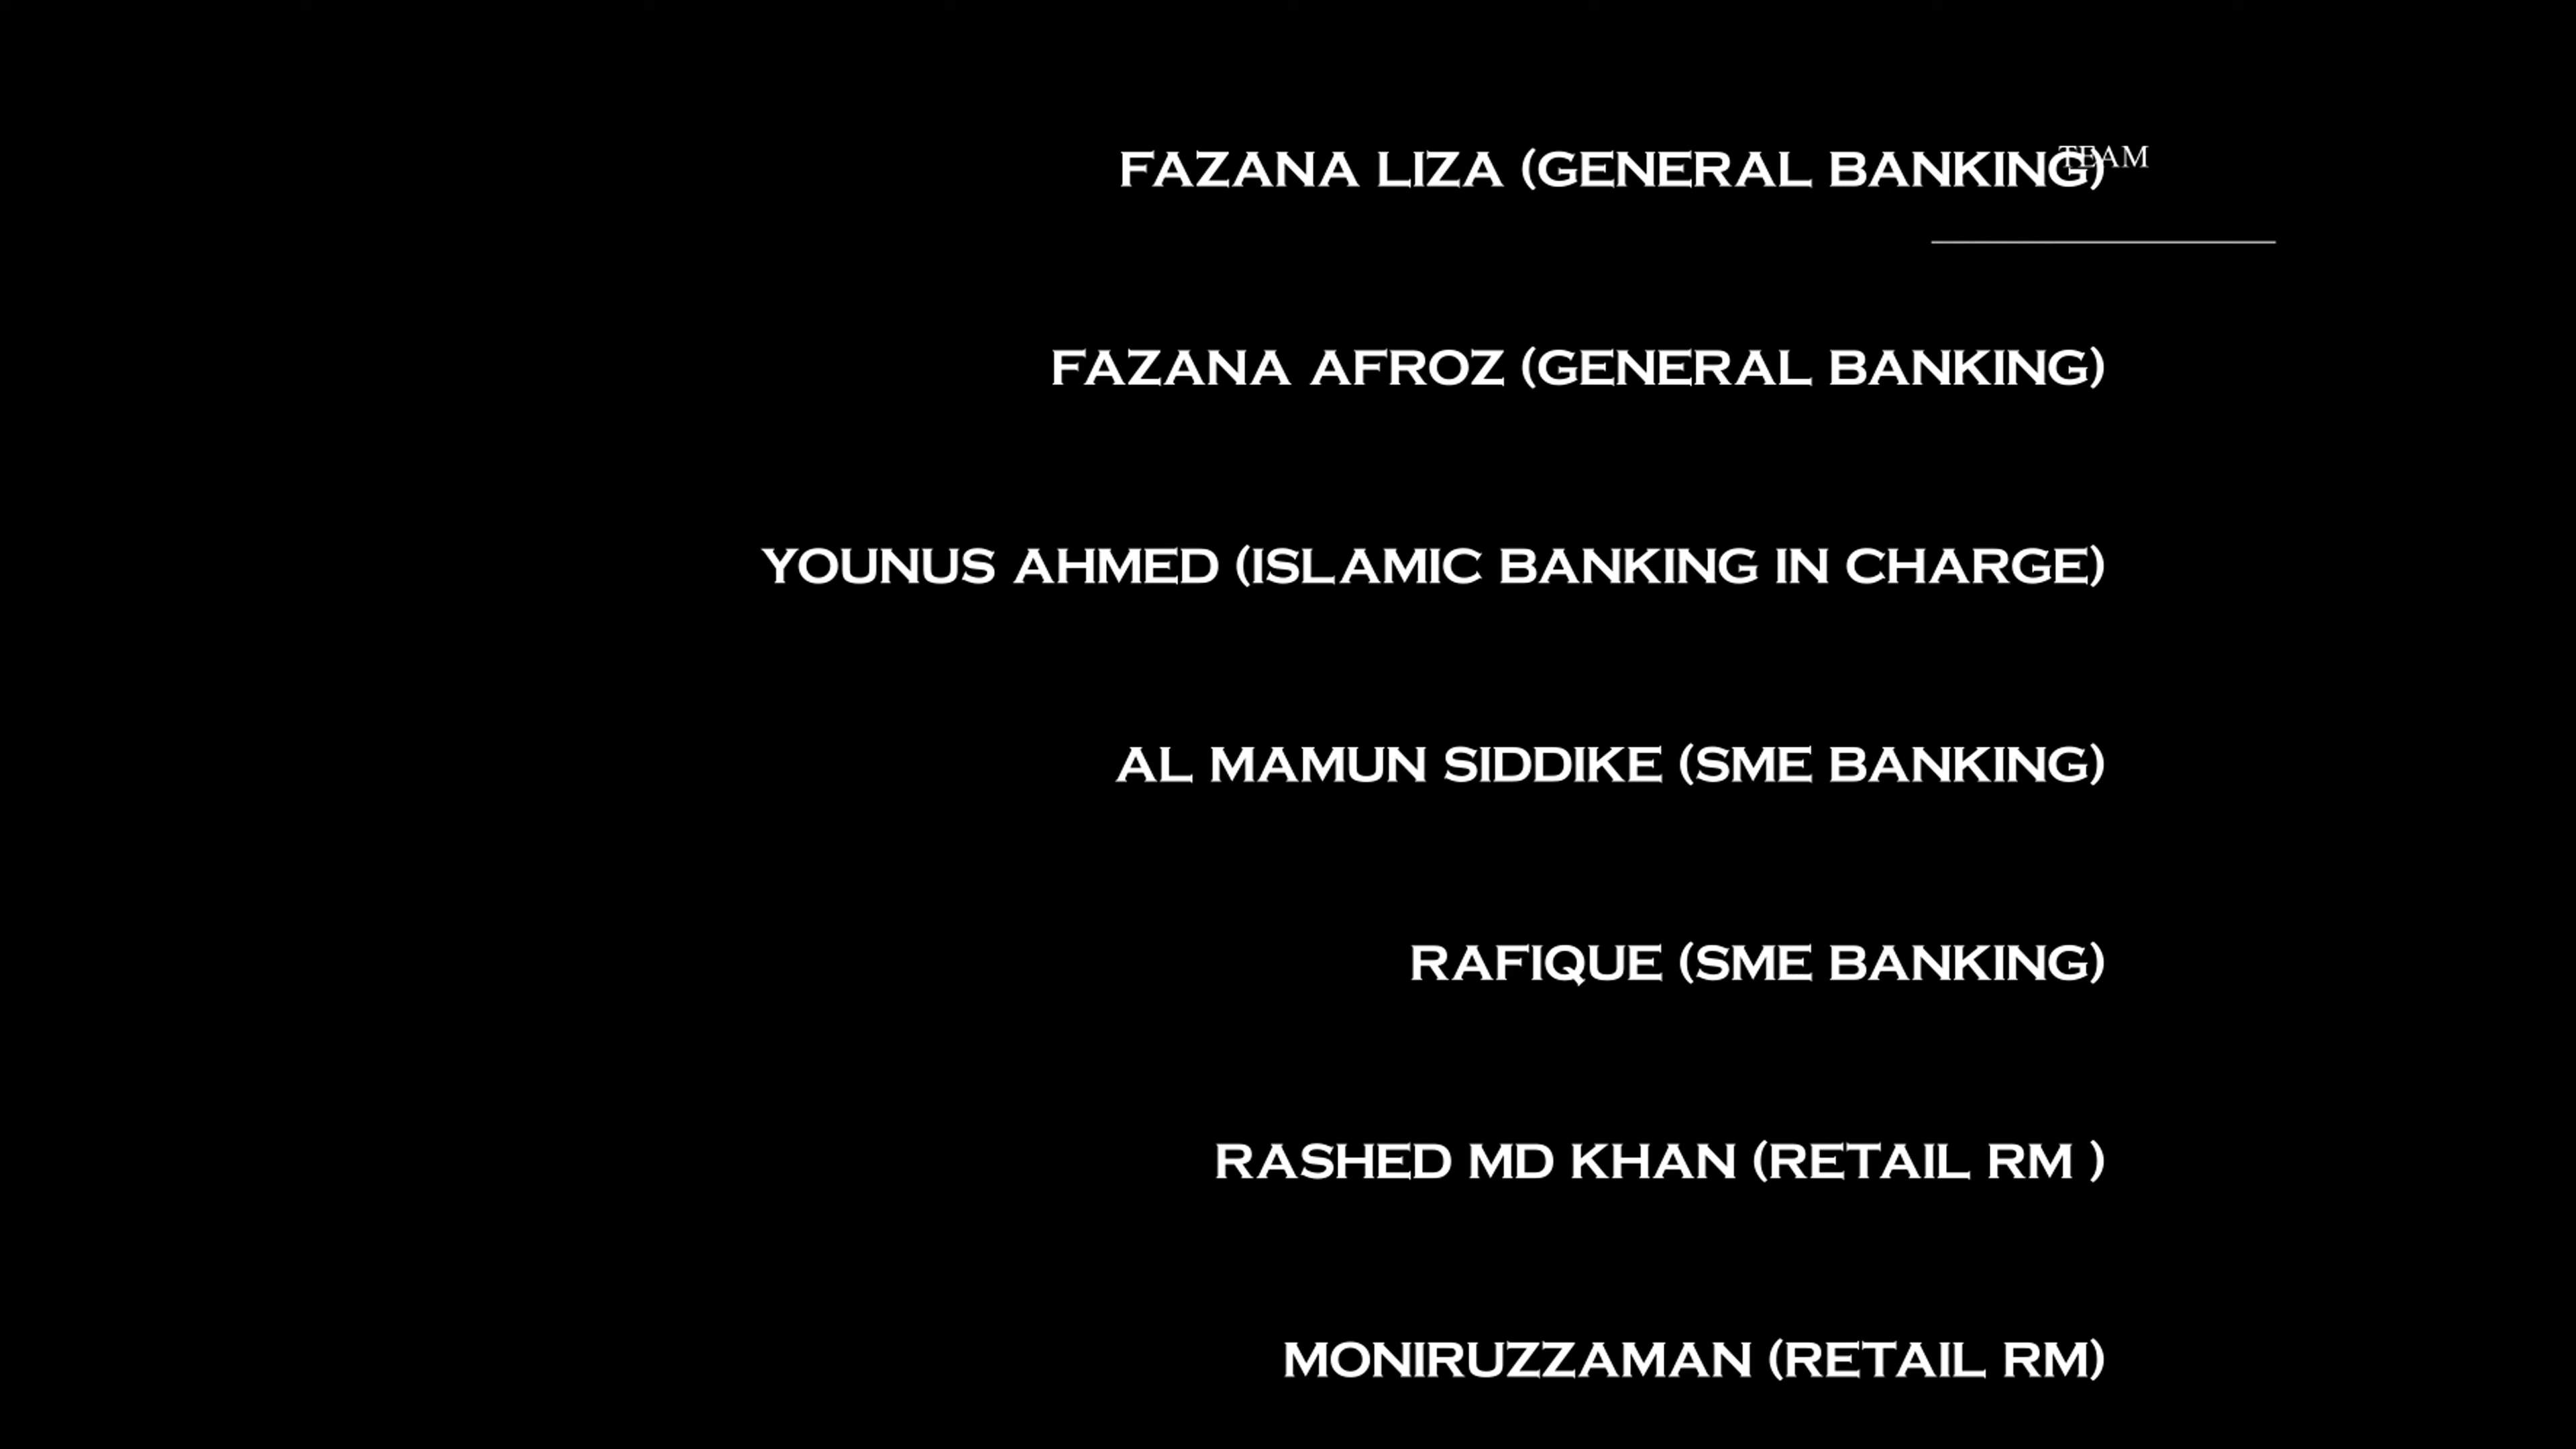 TEAM
FAZANA LIZA (GENERAL BANKING)
FAZANA AFROZ (GENERAL BANKING)
YOUNUS AHMED (ISLAMIC BANKING IN CHARGE)
AL MAMUN SIDDIKE (SME BANKING)
RAFIQUE (SME BANKING)
RASHED MD KHAN (RETAIL RM )
MONIRUZZAMAN (RETAIL RM)